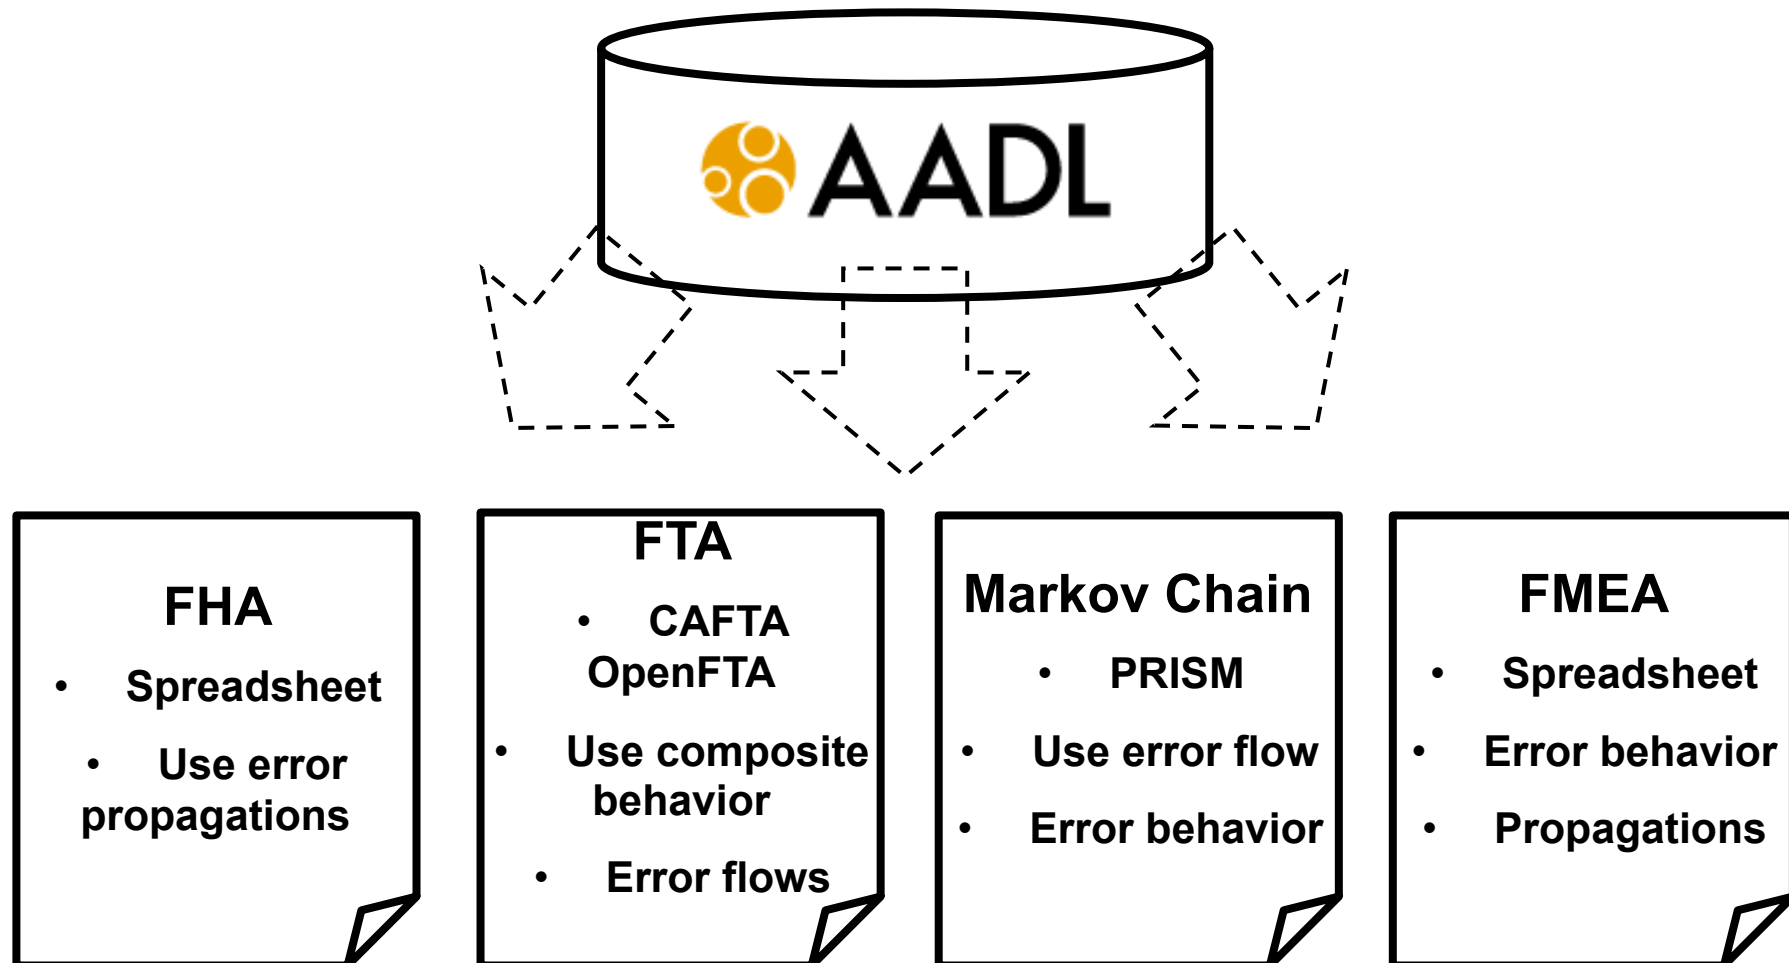 AADL
FHA
• Spreadsheet
• Use error
propagations
FTA
• CAFTA
OpenFTA
• Use composite
behavior
• Error flows
Markov Chain
• PRISM
• Use error flow
• Error behavior
FMEA
• Spreadsheet
• Error behavior
• Propagations